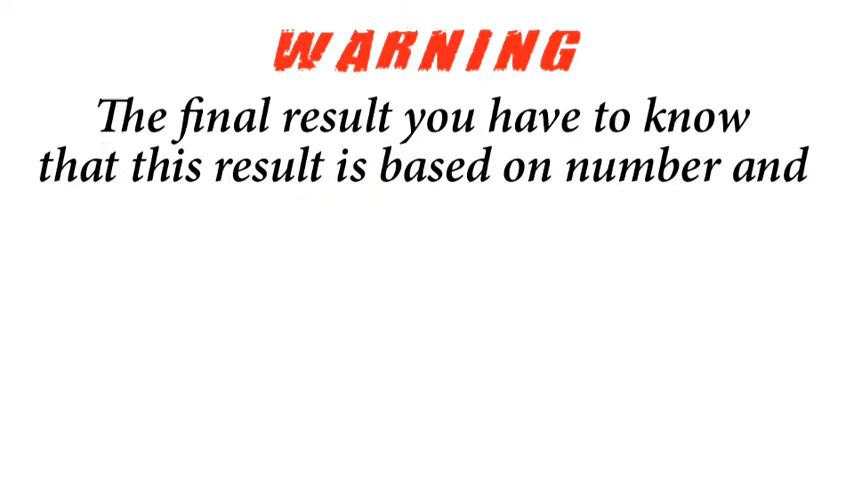 WARNING
The final result you have to know
that this result is based on number and